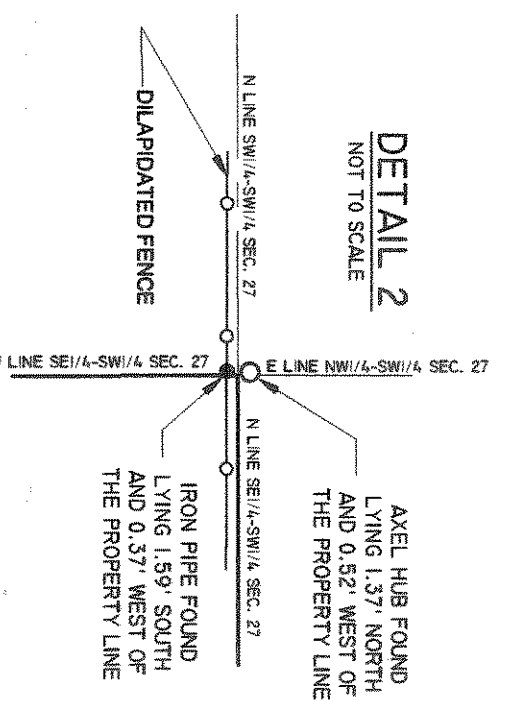 DETAIL 2
NOT TO SCALE
N LINE SW1/4-SW1/4 SEC. 27
DILAPIDATED FENCE
LINE SE1/4-SW1/4 SEC. 27
E LINE NW1/4-SW1/4 SEC. 27
N LINE SE1/4-SW1/4 SEC. 27
AXEL HUB FOUND
LYING 1.37' NORTH
AND 0.52' WEST OF
THE PROPERTY LINE
IRON PIPE FOUND
LYING 1.59' SOUTH
AND 0.37' WEST OF
THE PROPERTY LINE